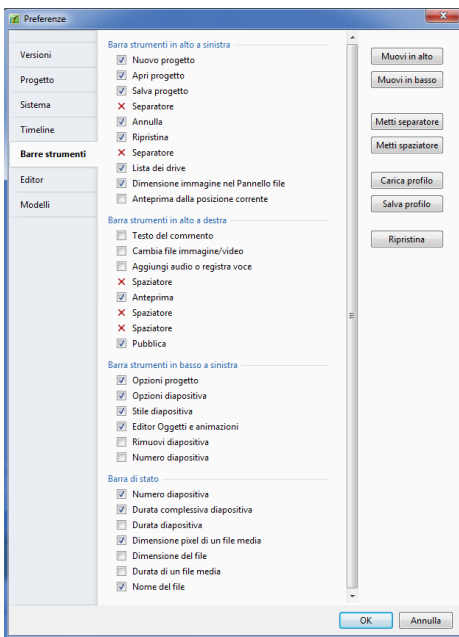 Preferenze
Versioni
Progetto
Sistema
Timeline
Barre strumenti
Editor
Modelli
Barra strumenti in alto a sinistra
Nuovo progetto
Apri progetto
Salva progetto
Separatore
Annulla
Ripristina
Separatore
Lista dei drive
Dimensione immagine nel Pannello file
Anteprima dalla posizione corrente
Barra strumenti in alto a destra
Testo del commento
Cambia file immagine/video
Aggiungi audio o registra voce
Spaziatore
Anteprima
Spaziatore
Spaziatore
Pubblica
Barra strumenti in basso a sinistra
Opzioni progetto
Opzioni diapositiva
Stile diapositiva
Editor Oggetti e animazioni
Rimuovi diapositiva
Numero diapositiva
Barra di stato
Numero diapositiva
Durata complessiva diapositiva
Durata diapositiva
Dimensione pixel di un file media
Dimensione del file
Durata di un file media
Nome del file
Muovi in alto
Muovi in basso
Metti separatore
Metti spaziatore
Carica profilo
Salva profilo
Ripristina
OK
Annulla